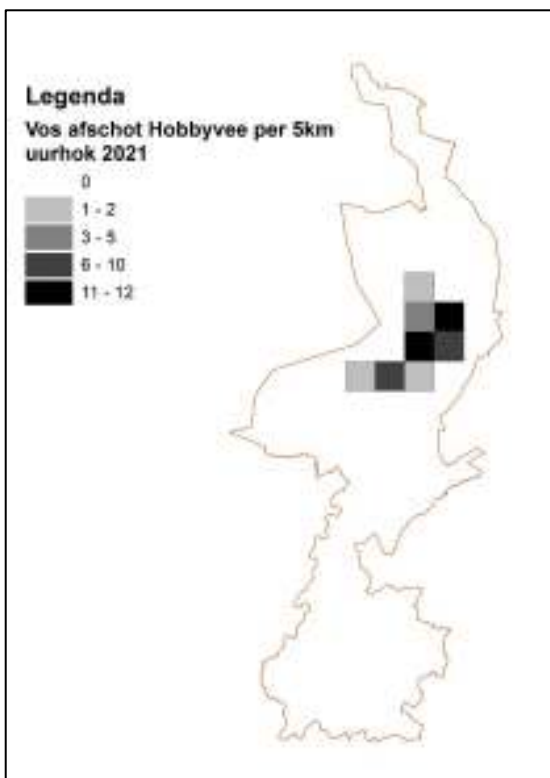 Legenda
Vos afschot Hobbyvee per 5km
uurhok 2021
0
1 - 2
3 - 5
6 - 10
11 - 12